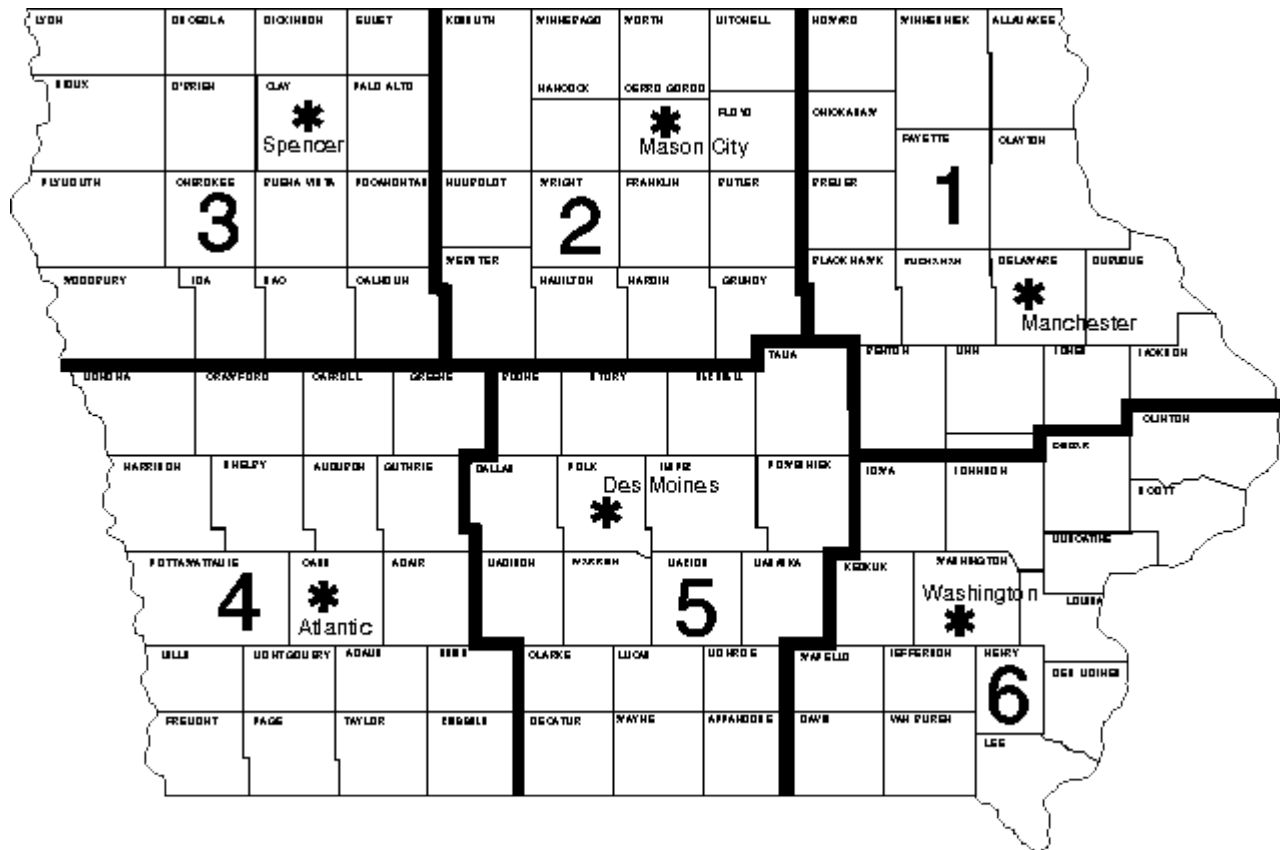 LYON OSCEOLA DICKINSON EMMET KOSSUTH WINNEBAGO WORTH MITCHELL HOWARD WINNESHIEK ALLAMAKEE
SIOUX O'BRIEN CLAY PALO ALTO HANCOCK CERRO GORDO
FLOYD CHICKASAW
Spencer Mason City
FAYETTE CLAYTON
PLYMOUTH CHEROKEE BUENA VISTA POCAHONTAS HUMBOLDT WRIGHT FRANKLIN BUTLER BREMER
3 2 1
WEBSTER BLACK HAWK BUCHANAN DELAWARE DUBUQUE
WOODBURY IDA SAC CALHOUN HAMILTON HARDIN GRUNDY
Manchester
TAMA BENTON LINN JONES JACKSON
MONONA CRAWFORD CARROLL GREENE BOONE STORY MARSHALL
CLINTON
CEDAR
HARRISON SHELBY AUDUBON GUTHRIE DALLAS POLK JASPER POWESHIEK IOWA JOHNSON
Des Moines
SCOTT
MUSCATINE
POTTAWATTAMIE CASS ADAIR MADISON WARREN MARION MAHASKA KEOKUK WASHINGTON
4 5
Washington
LOUISA
Atlantic
MILLS MONTGOMERY ADAMS UNION CLARKE LUCAS MONROE WAPELLO JEFFERSON HENRY
DES MOINES
6
FREMONT PAGE TAYLOR RINGGOLD DECATUR WAYNE APPANOOSE DAVIS VAN BUREN
LEE